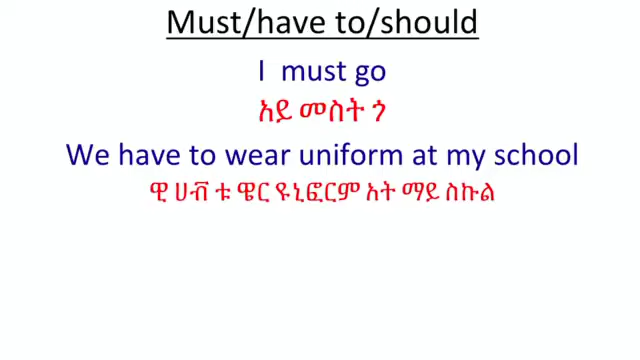 Must/have to/should
I must go
አይ መስት ጎ
We have to wear uniform at my school
ዊ ሀቭ ቱ ዌር ዩኒፎርም አት ማይ ስኩል